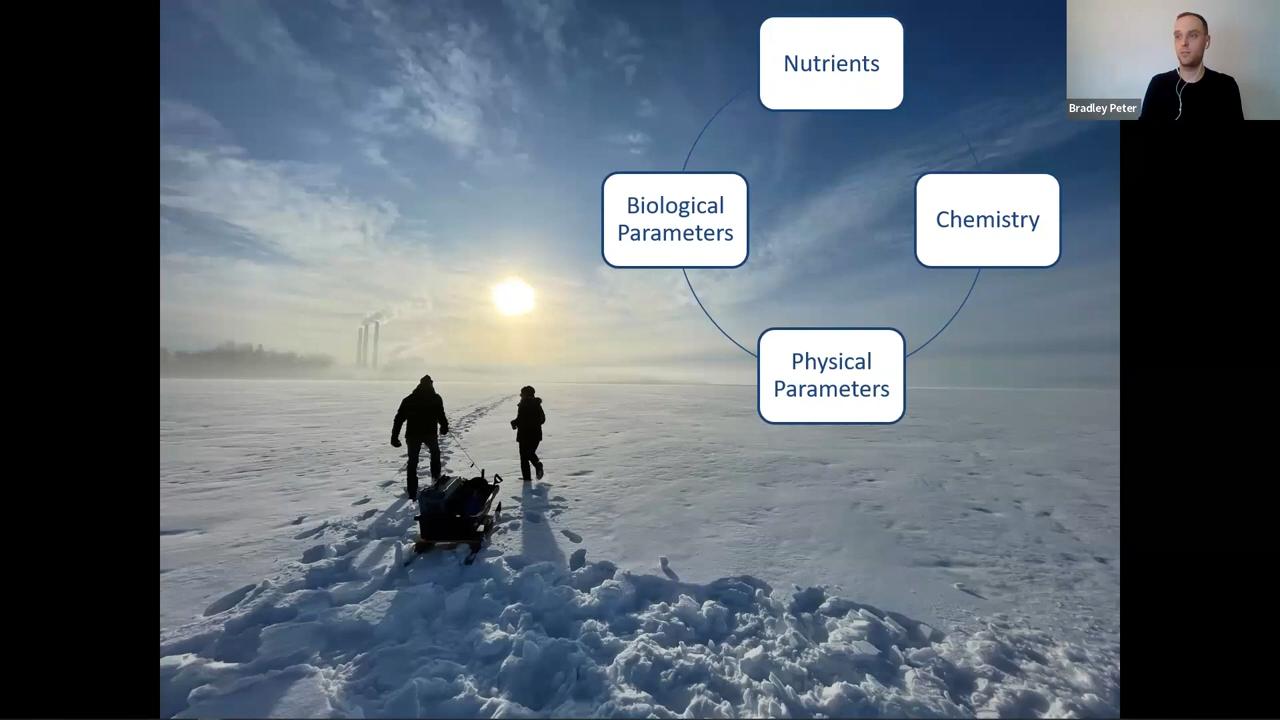 Nutrients
Bradley Peter
Biological
Parameters
Chemistry
Physical
Parameters